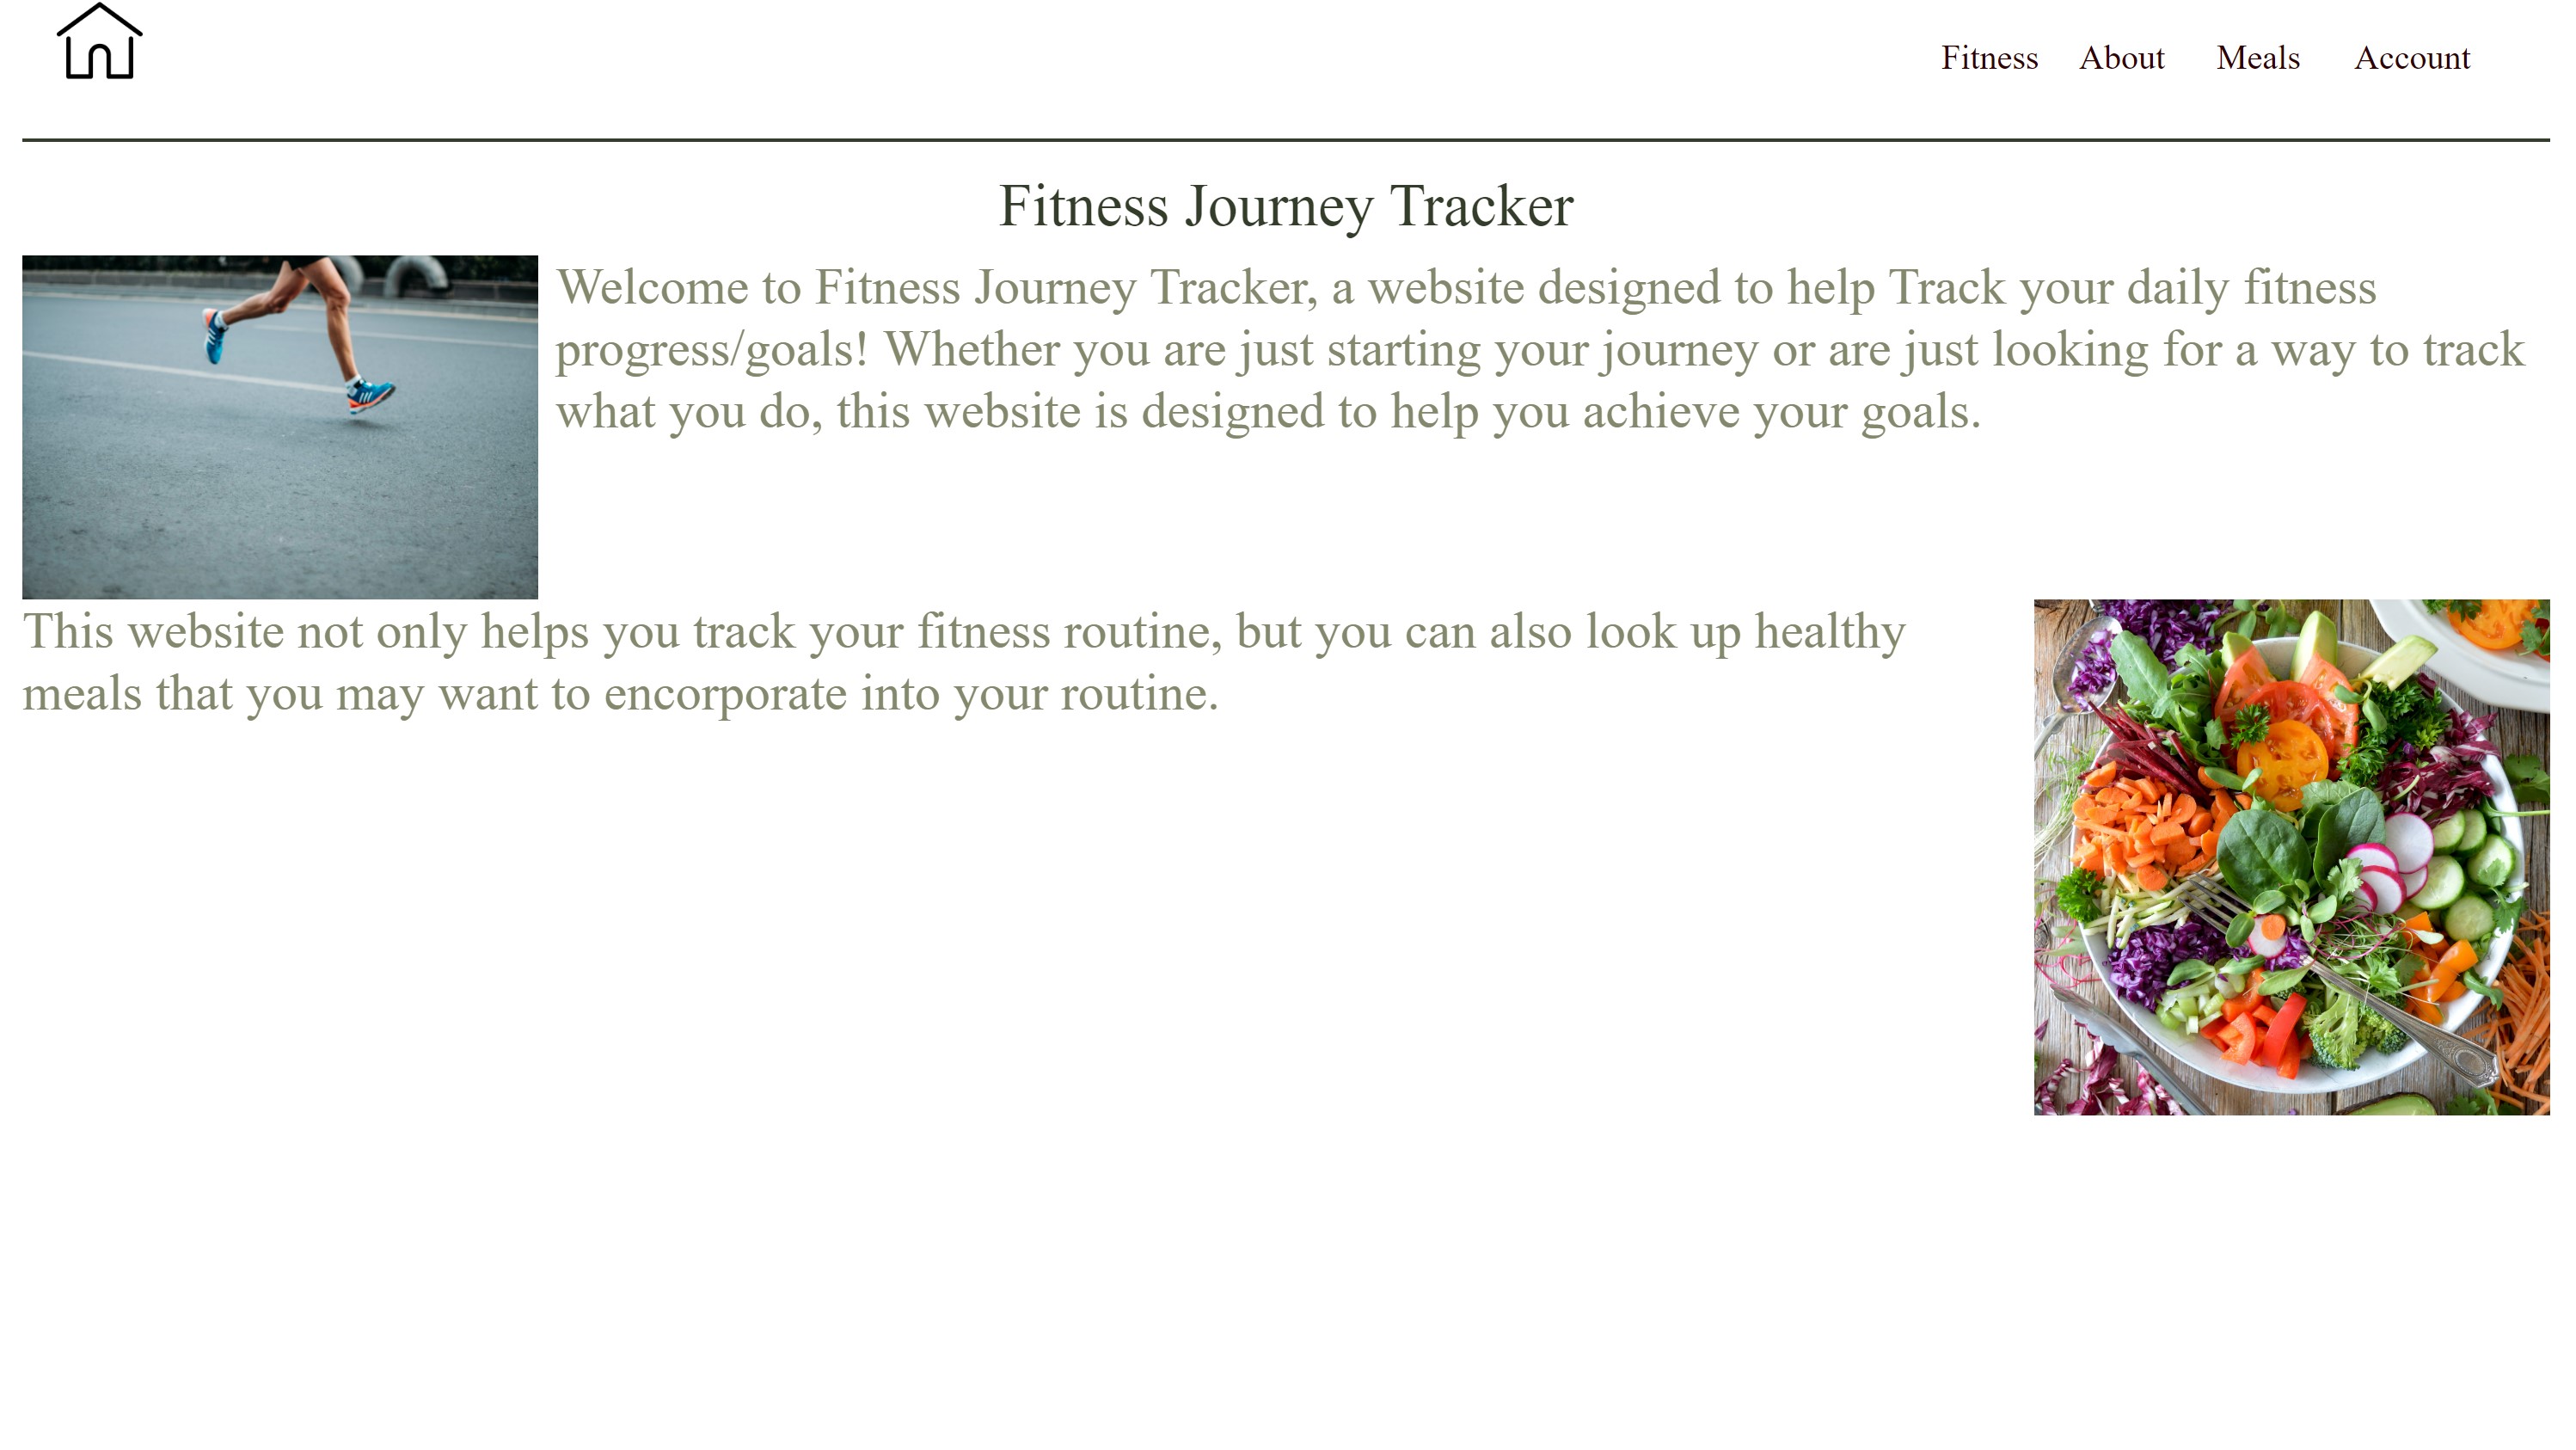 Fitness About Meals Account
Fitness Journey Tracker
Welcome to Fitness Journey Tracker, a website designed to help Track your daily fitness
progress/goals! Whether you are just starting your journey or are just looking for a way to track
what you do, this website is designed to help you achieve your goals.
This website not only helps you track your fitness routine, but you can also look up healthy
meals that you may want to encorporate into your routine.